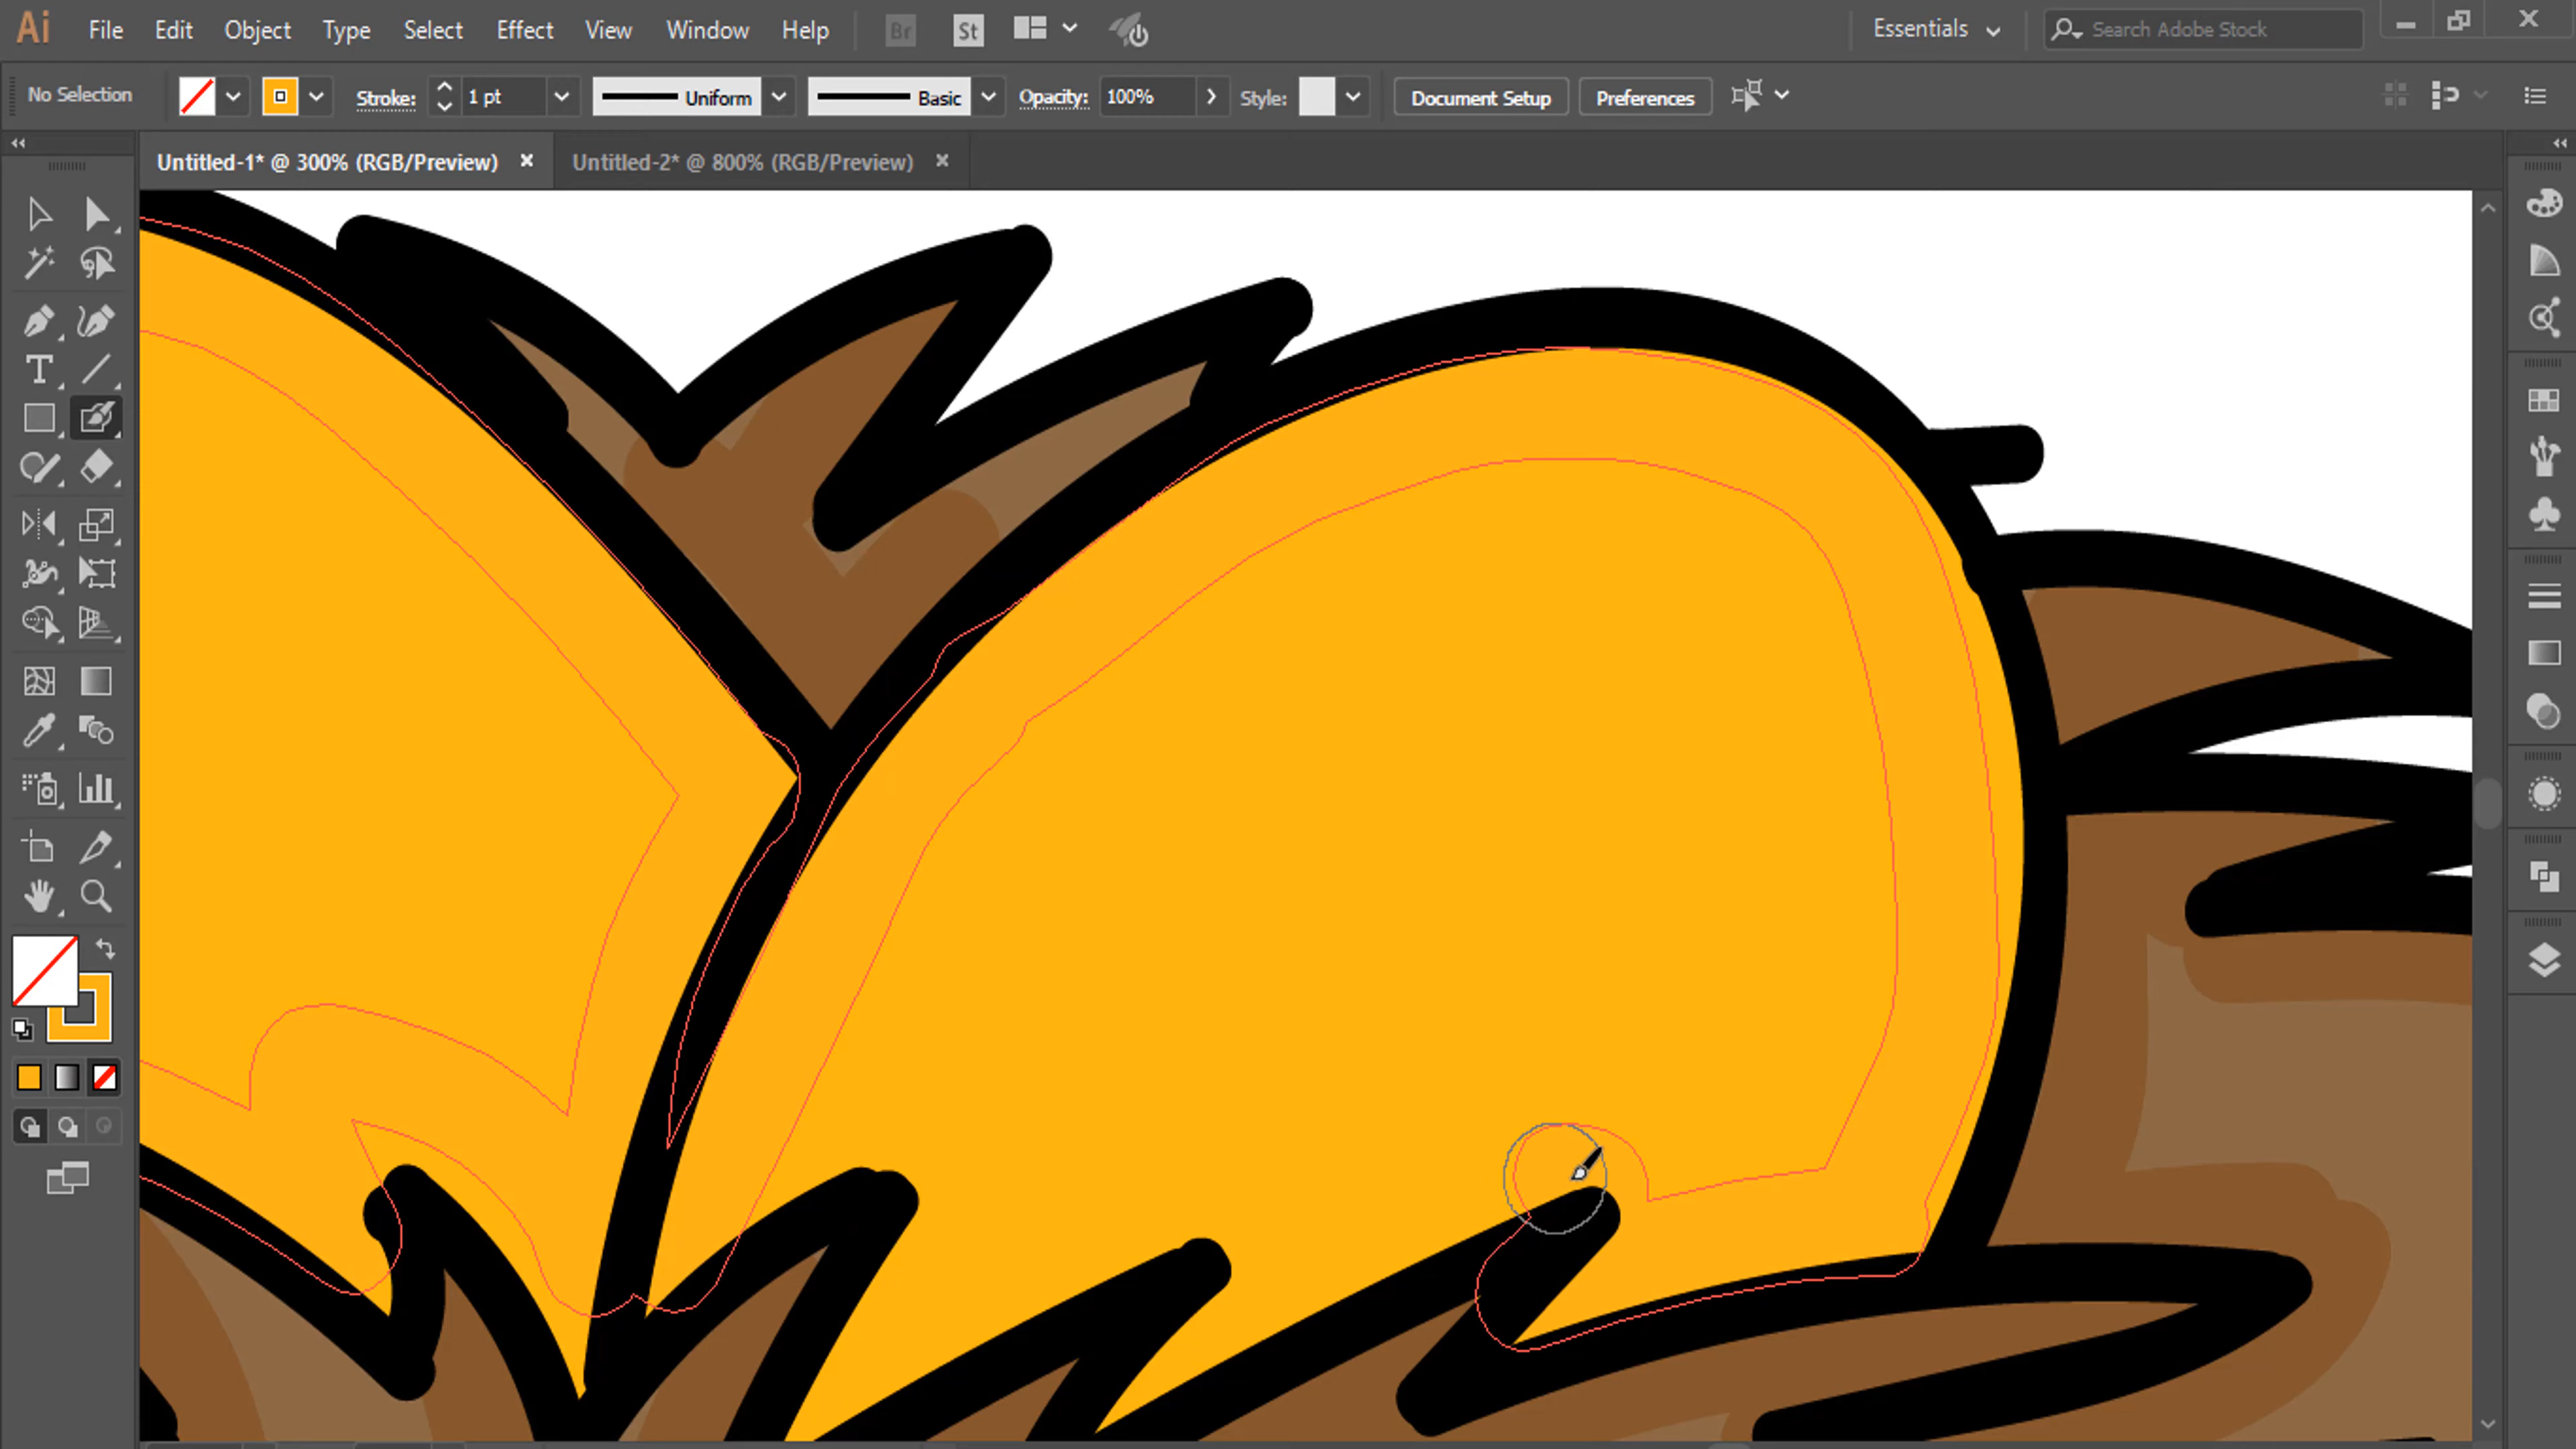 Ai File Edit Object Type Select Effect View Window Help Br St Essentials Search Adobe Stock
No Selection Stroke: 1 pt Uniform Basic Opacity: 100% Style: Document Setup Preferences
Untitled-1* @ 300% (RGB/Preview) × Untitled-2* @ 800% (RGB/Preview) ×